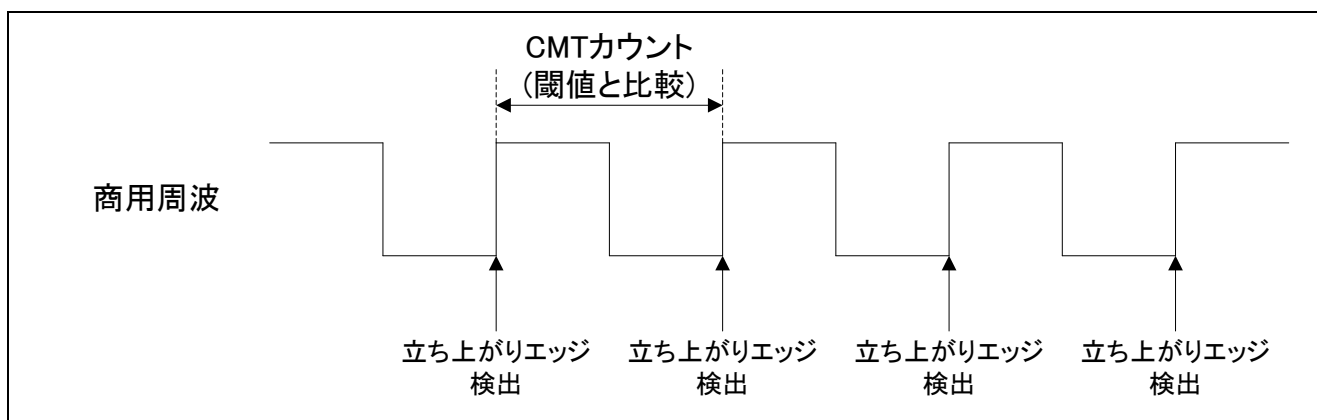 CMTカウント
(閾値と比較)
商用周波
立ち上がりエッジ
検出
立ち上がりエッジ
検出
立ち上がりエッジ
検出
立ち上がりエッジ
検出